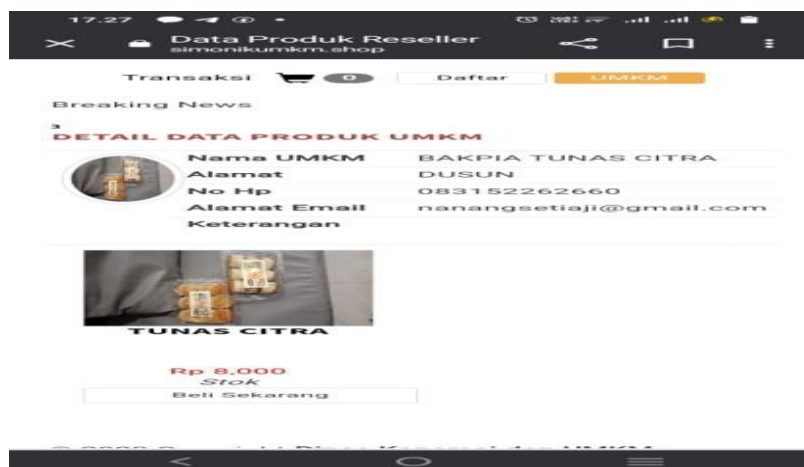 17.27
Data Produk Reseller
simonikumkm.shop
Transaksi 0 Daftar UMKM
Breaking News
DETAIL DATA PRODUK UMKM
Nama UMKM BAKPIA TUNAS CITRA
Alamat DUSUN
No Hp 083152262660
Alamat Email nanangsetiaji@gmail.com
Keterangan
TUNAS CITRA
Rp 8,000
Stok
Beli Sekarang